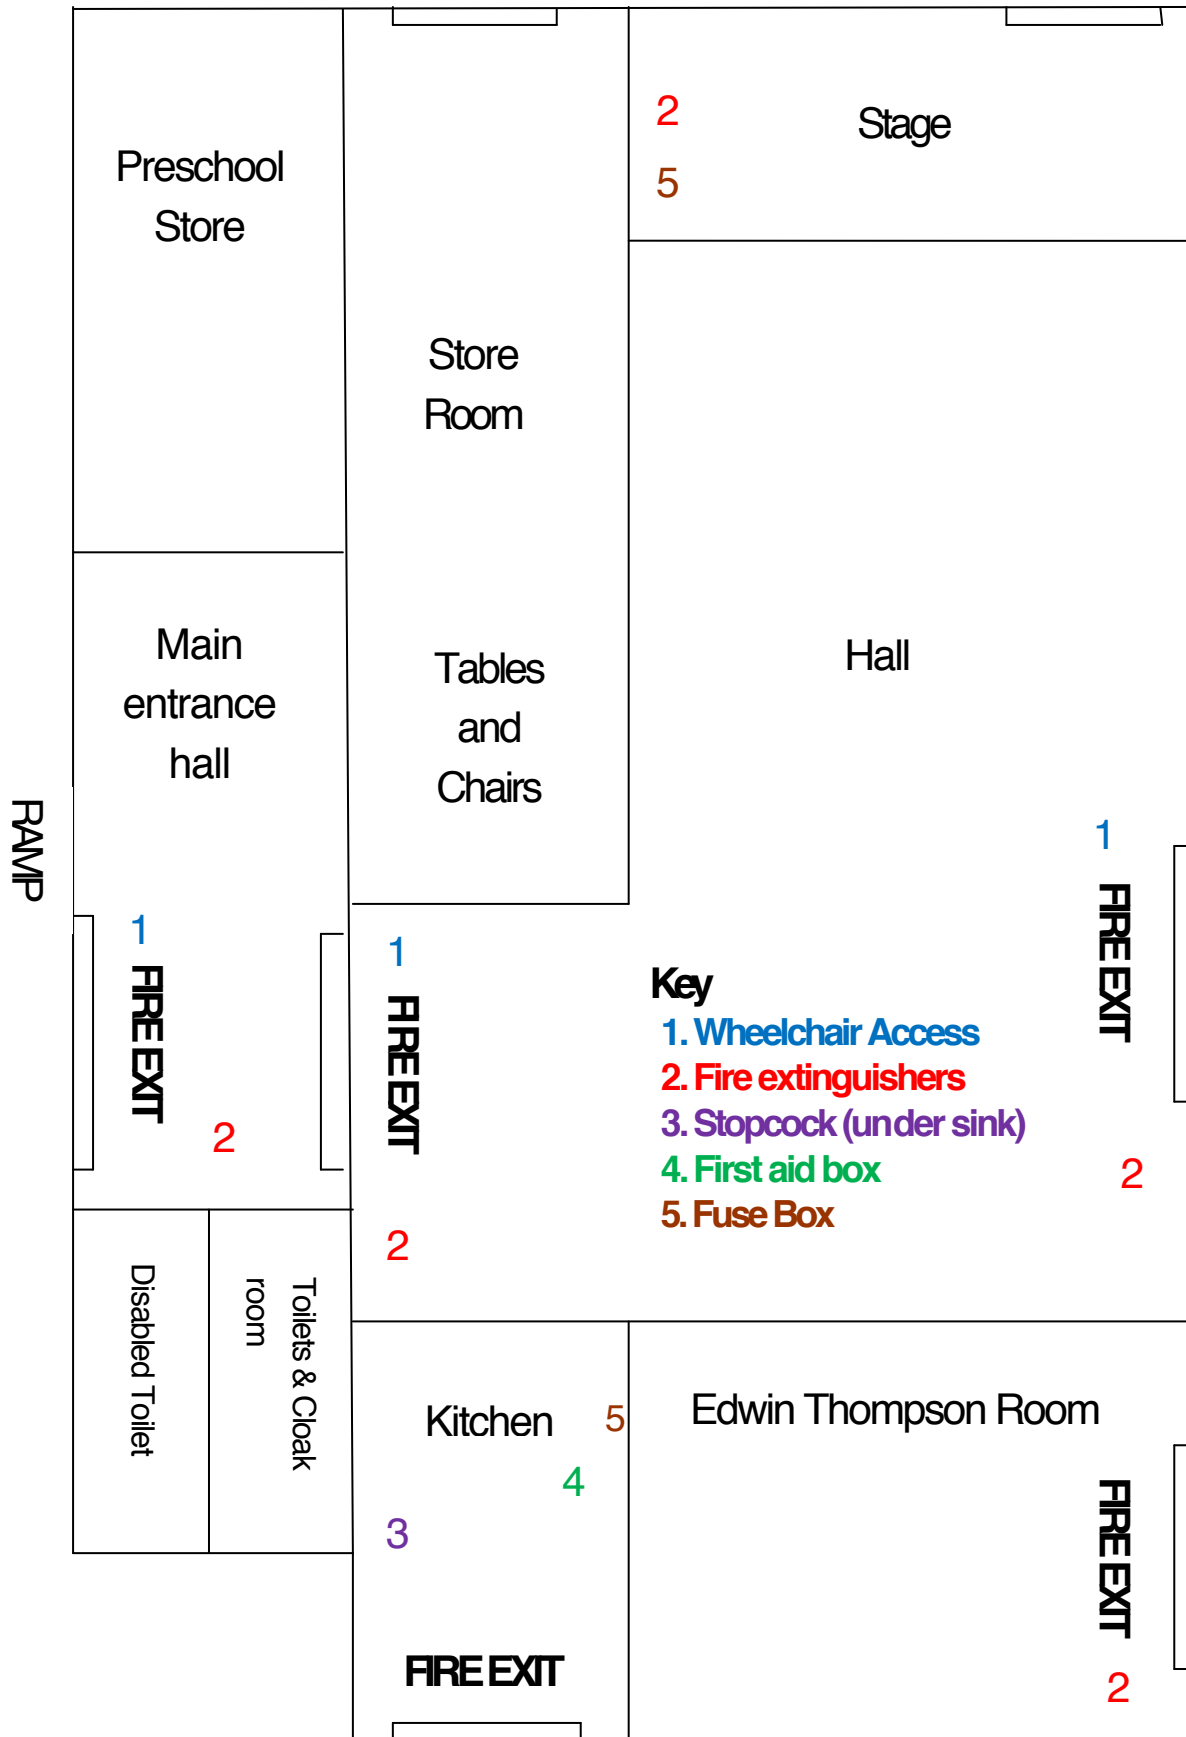 2
Stage
5
Preschool
Store
Store
Room
Main
entrance
hall
Tables
and
Chairs
Hall
RAMP
1
FIRE EXIT
2
1
FIRE EXIT
2
Key
1. Wheelchair Access
2. Fire extinguishers
3. Stopcock (under sink)
4. First aid box
5. Fuse Box
1
FIRE EXIT
2
Disabled Toilet
Toilets & Cloak
room
Kitchen
5
4
3
FIRE EXIT
Edwin Thompson Room
FIRE EXIT
2